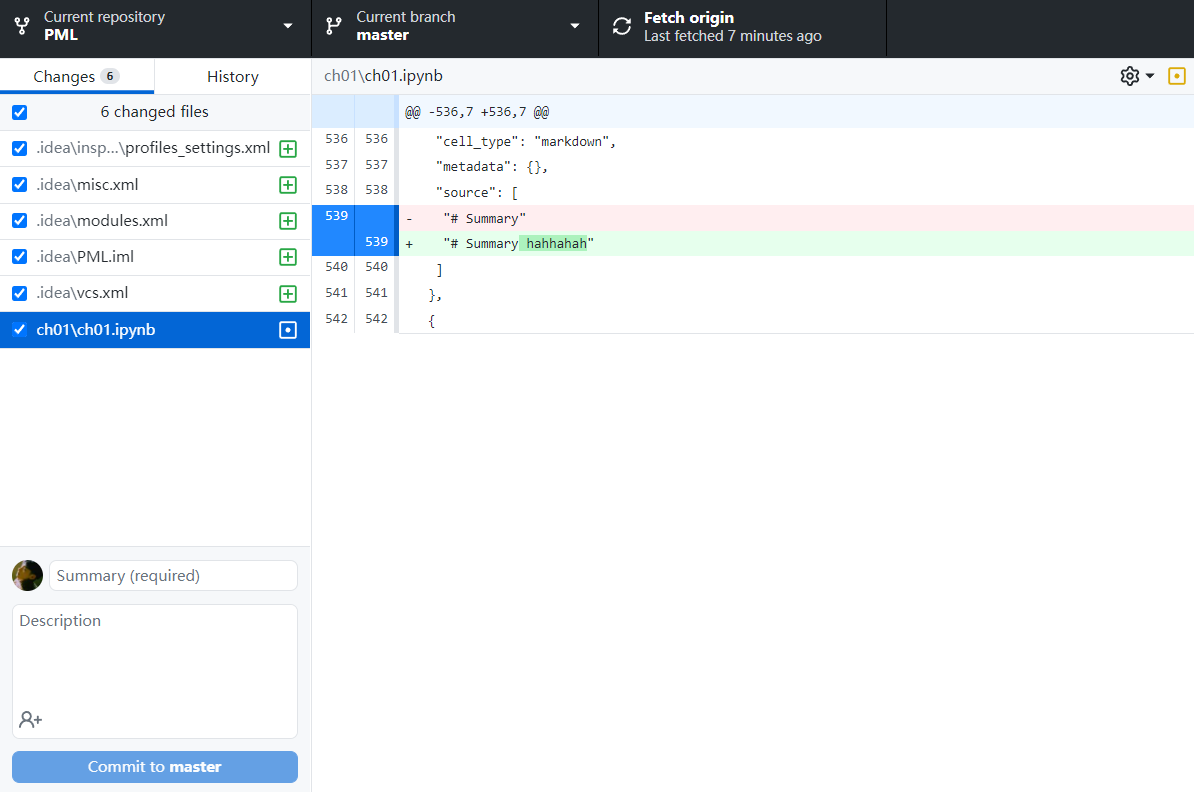 Current repository
PML
Current branch
master
Fetch origin
Last fetched 7 minutes ago
Changes 6
History
ch01\ch01.ipynb
6 changed files
.idea\insp...\profiles_settings.xml
.idea\misc.xml
.idea\modules.xml
.idea\PML.iml
.idea\vcs.xml
ch01\ch01.ipynb
@@ -536,7 +536,7 @@
536 536 "cell_type": "markdown",
537 537 "metadata": {},
538 538 "source": [
539 - "# Summary"
539 + "# Summary hahhahah"
540 540 ]
541 541 },
542 542 {
Summary (required)
Description
Commit to master